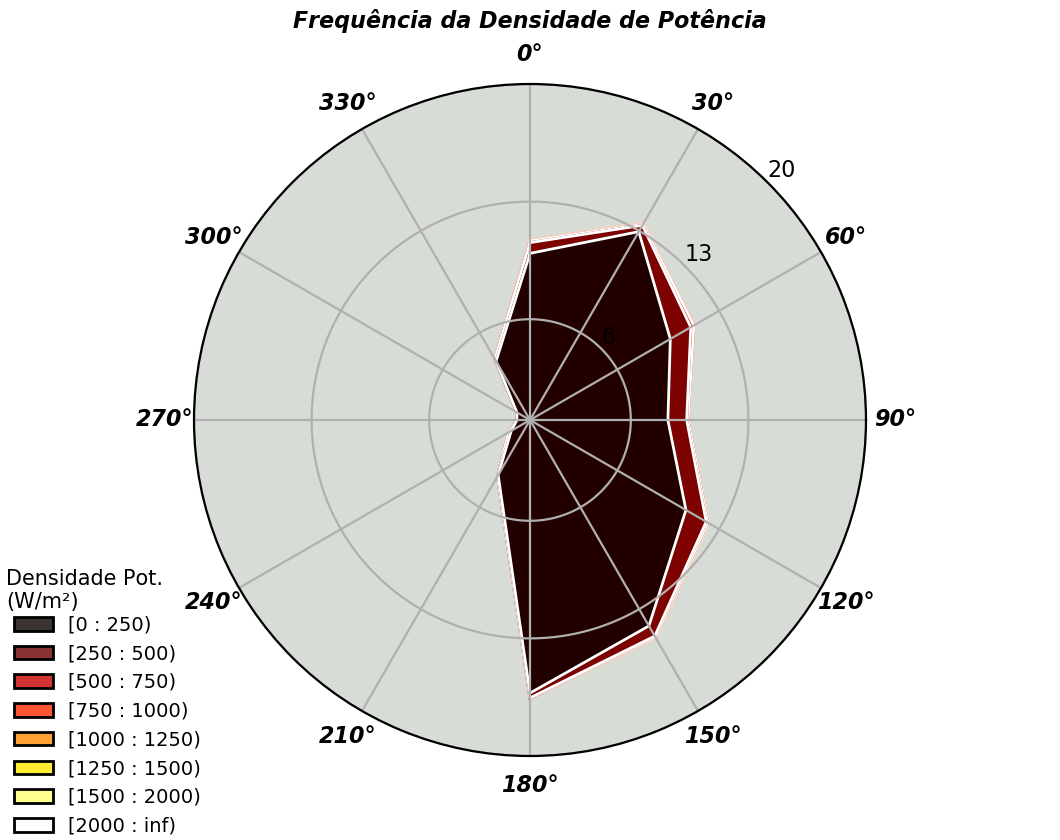 Frequência da Densidade de Potência
0°
330°
30°
20
300°
60°
13
6
270°
90°
240°
120°
210°
150°
180°
Densidade Pot.
(W/m²)
[0 : 250)
[250 : 500)
[500 : 750)
[750 : 1000)
[1000 : 1250)
[1250 : 1500)
[1500 : 2000)
[2000 : inf)